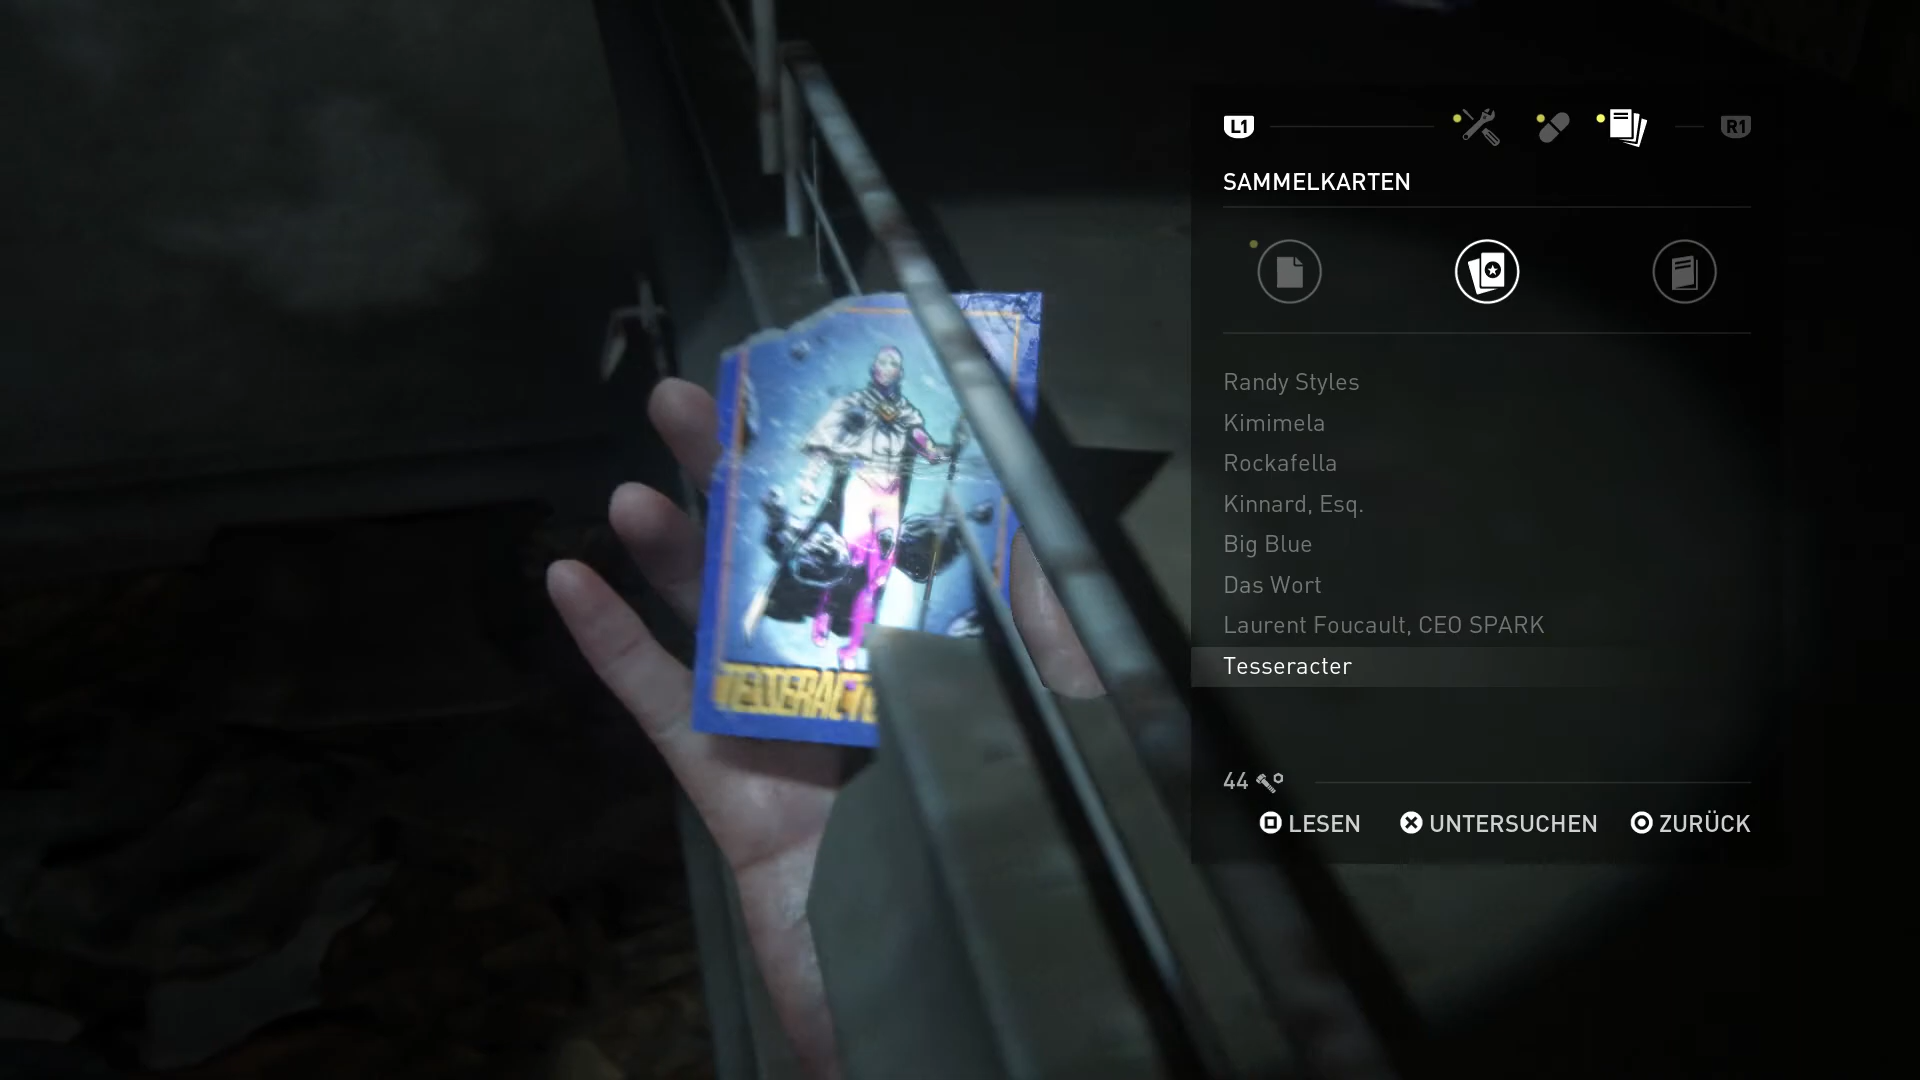 L1
R1
SAMMELKARTEN
Randy Styles
Kimimela
Rockafella
Kinnard, Esq.
Big Blue
Das Wort
Laurent Foucault, CEO SPARK
Tesseracter
TESSERACT
44
LESEN
UNTERSUCHEN
ZURÜCK